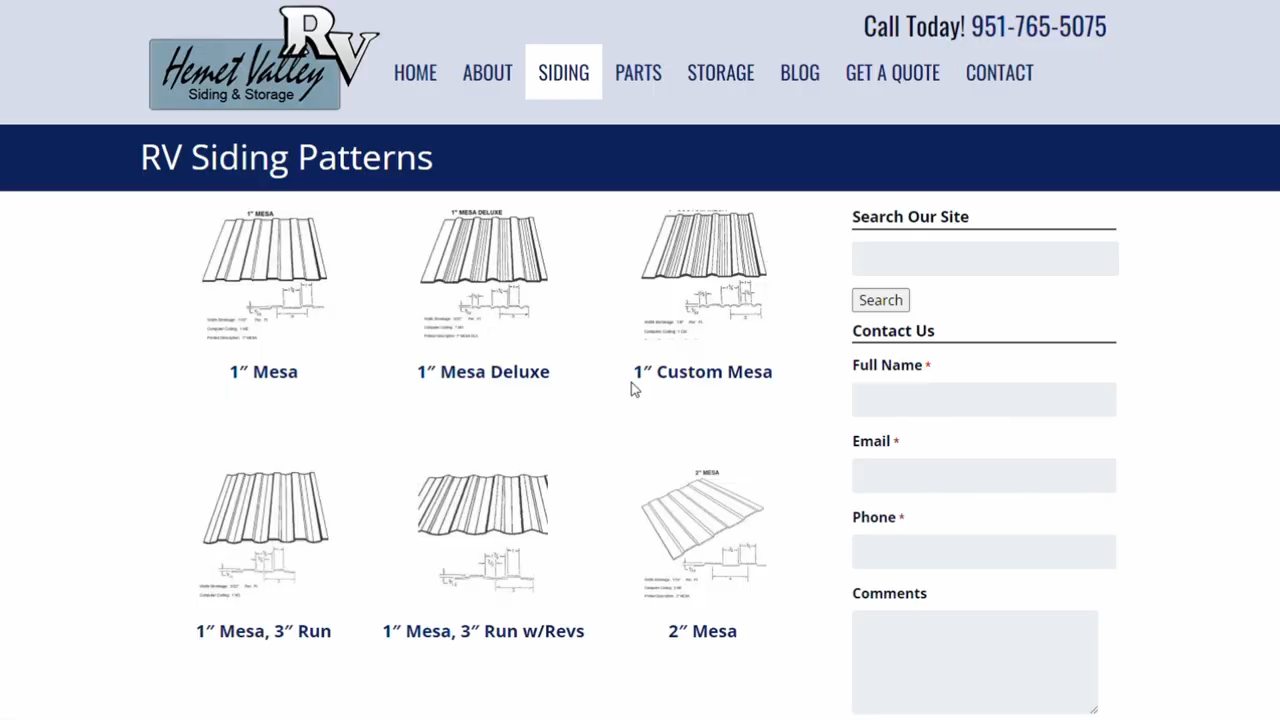 RV
Hemet Valley
Siding & Storage
Call Today! 951-765-5075
HOME ABOUT SIDING PARTS STORAGE BLOG GET A QUOTE CONTACT
RV Siding Patterns
1" MESA
1" MESA DELUXE
1″ Mesa
1″ Mesa Deluxe
1″ Custom Mesa
2" MESA
1″ Mesa, 3″ Run
1″ Mesa, 3″ Run w/Revs
2″ Mesa
Search Our Site
Search
Contact Us
Full Name *
Email *
Phone *
Comments